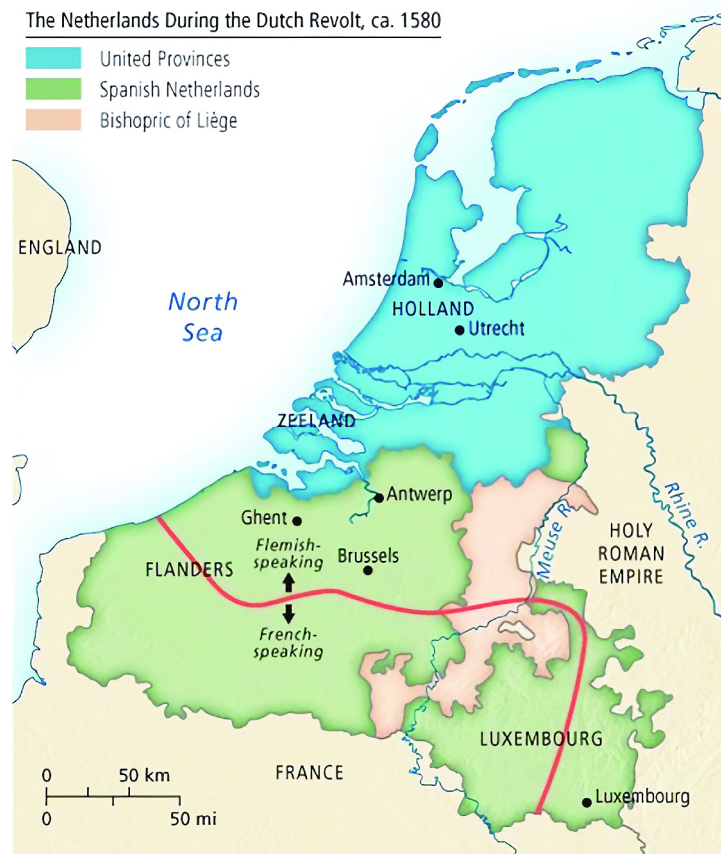 The Netherlands During the Dutch Revolt, ca. 1580
United Provinces
Spanish Netherlands
Bishopric of Liège
ENGLAND
North
Sea
Amsterdam
HOLLAND
Utrecht
ZEELAND
Antwerp
Ghent
Flemish-
speaking
Brussels
FLANDERS
French-
speaking
Meuse R.
Rhine R.
HOLY
ROMAN
EMPIRE
LUXEMBOURG
Luxembourg
FRANCE
0 50 km
0 50 mi